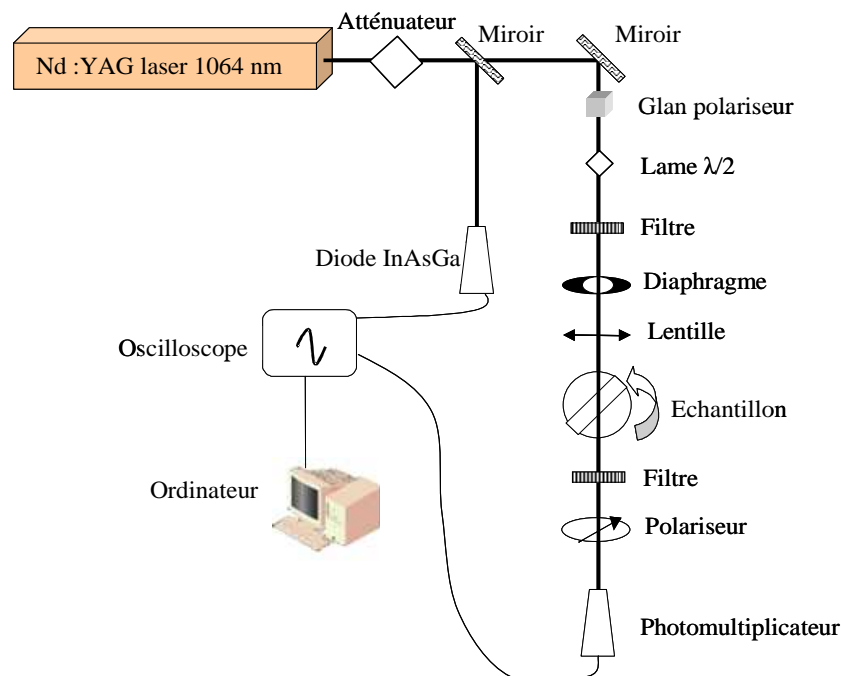 Atténuateur
Miroir
Miroir
Nd :YAG laser 1064 nm
Glan polariseur
Lame λ/2
Filtre
Diode InAsGa
Diaphragme
Lentille
Oscilloscope
Echantillon
Filtre
Ordinateur
Polariseur
Photomultiplicateur